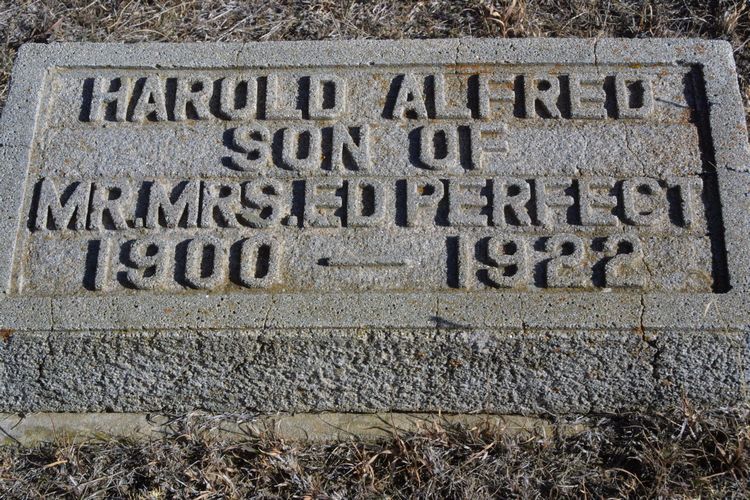 HAROLD ALFRED
SON OF
MR.MRS.ED PERFECT
1900 — 1922